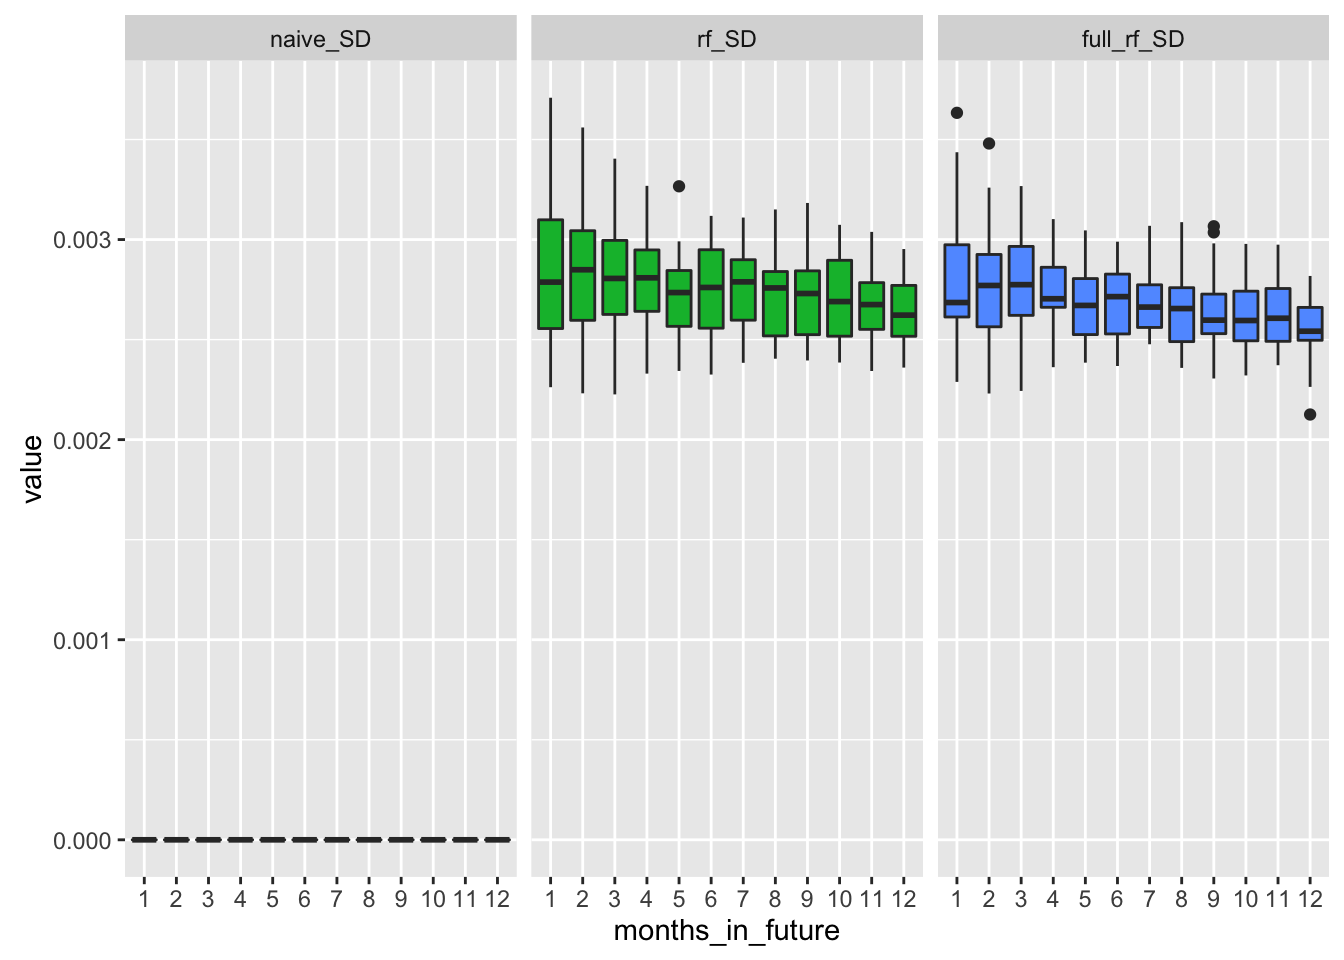 naive_SD rf_SD full_rf_SD
value
0.003
0.002
0.001
0.000
1 2 3 4 5 6 7 8 9 10 11 12 1 2 3 4 5 6 7 8 9 10 11 12 1 2 3 4 5 6 7 8 9 10 11 12
months_in_future